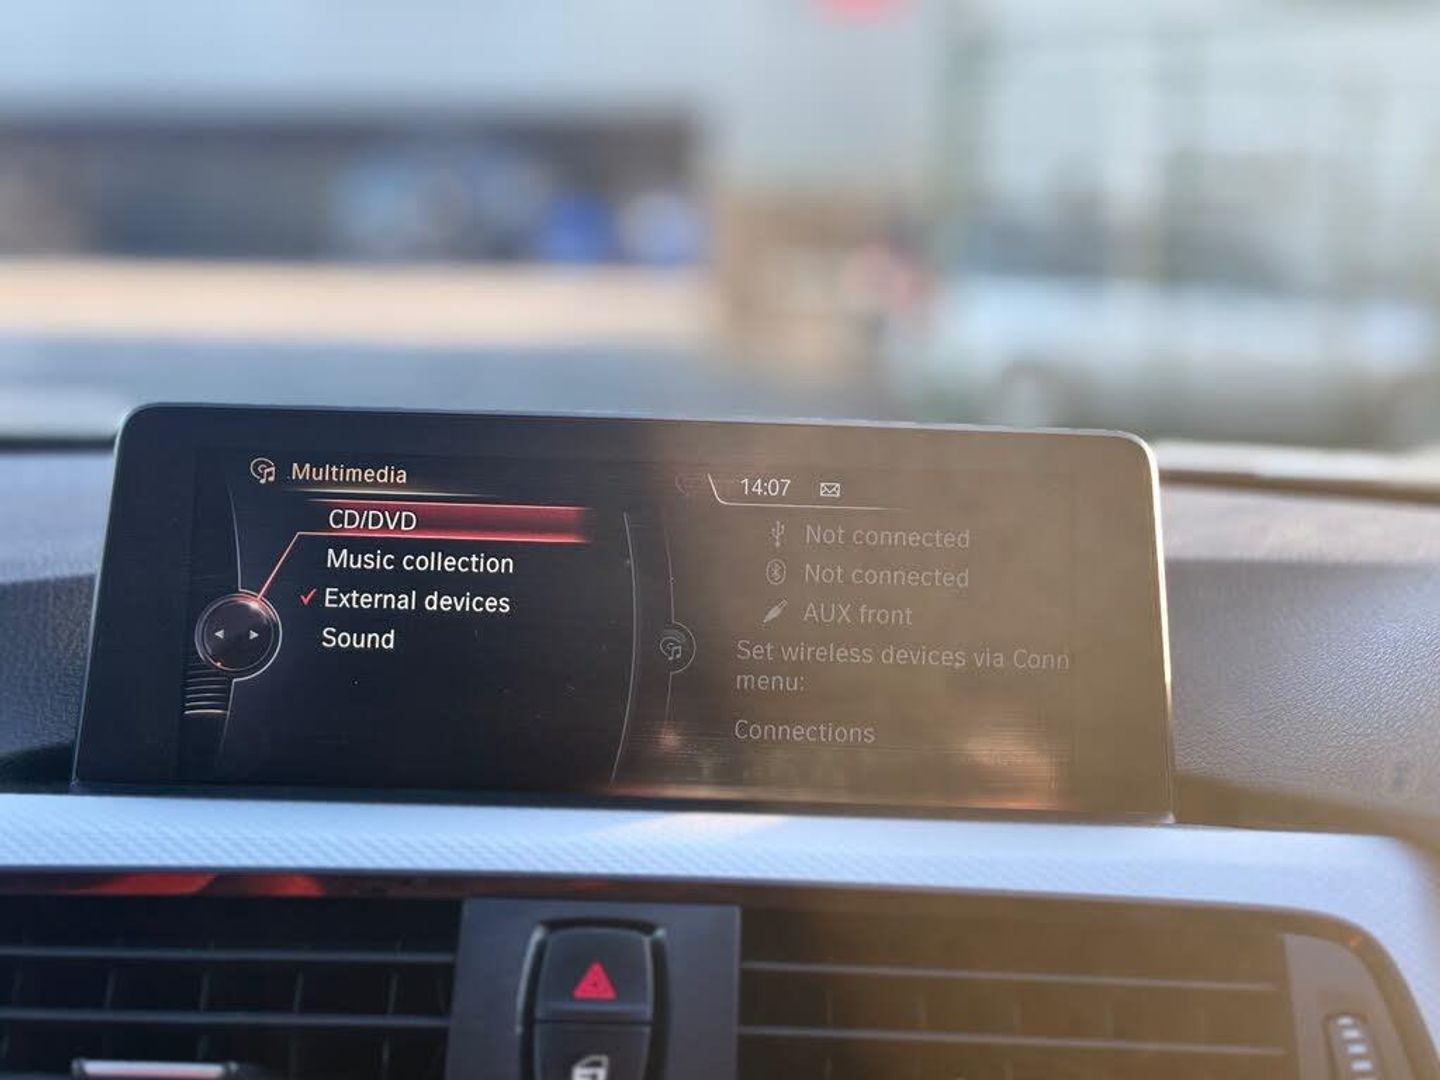 Multimedia
CD/DVD
Music collection
External devices
Sound
14:07
Not connected
Not connected
AUX front
Set wireless devices via Conn
menu:
Connections